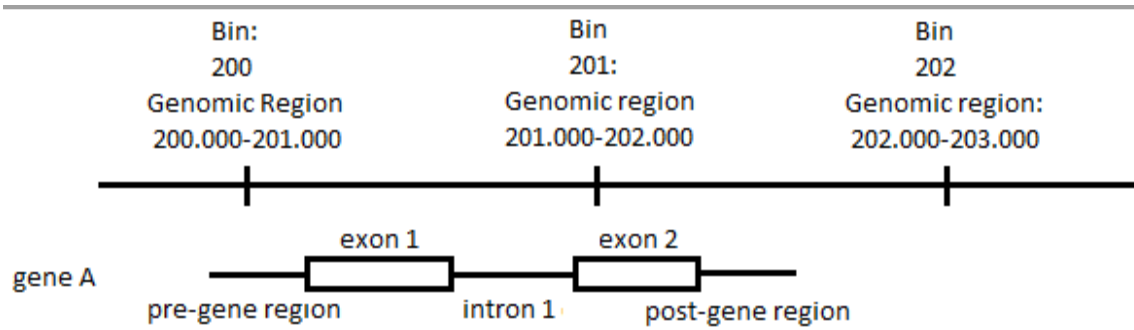 Bin:
200
Genomic Region
200.000-201.000
Bin
201:
Genomic region
201.000-202.000
Bin
202
Genomic region:
202.000-203.000
exon 1
exon 2
gene A
pre-gene region
intron 1
post-gene region